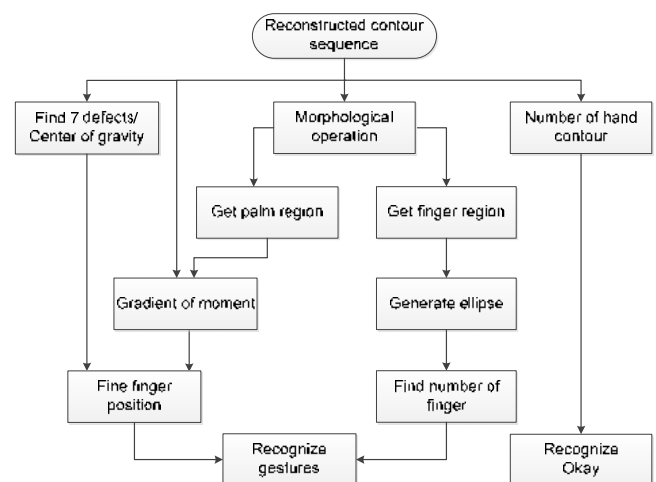 Reconstructed contour
sequence
Find 7 defects/
Center of gravity
Morphological
operation
Number of hand
contour
Get palm region
Get finger region
Gradient of moment
Generate ellipse
Fine finger
position
Find number of
finger
Recognize
gestures
Recognize
Okay